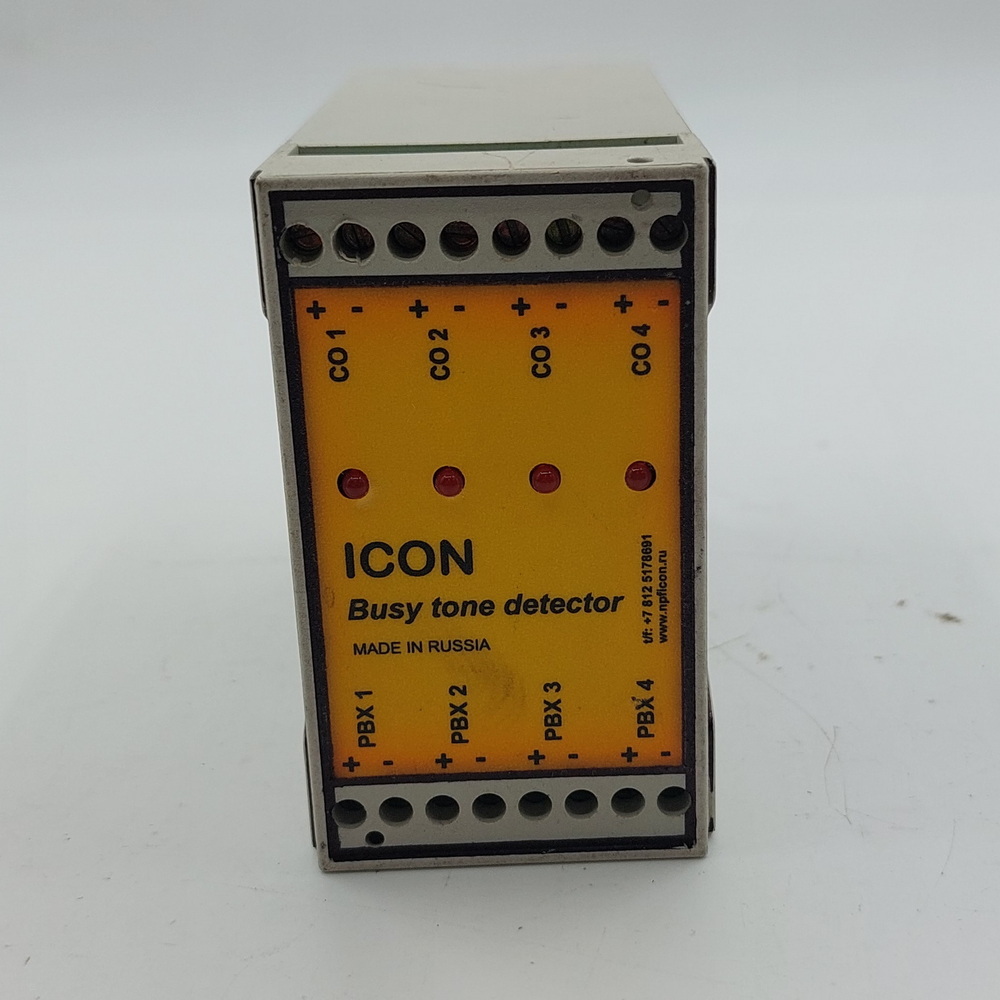 + - + - + - + -
CO 1 CO 2 CO 3 CO 4
ICON
Busy tone detector
MADE IN RUSSIA
t/f: +7 812 5178691
www.npficon.ru
PBX 1 PBX 2 PBX 3 PBX 4
+ - + - + - + -